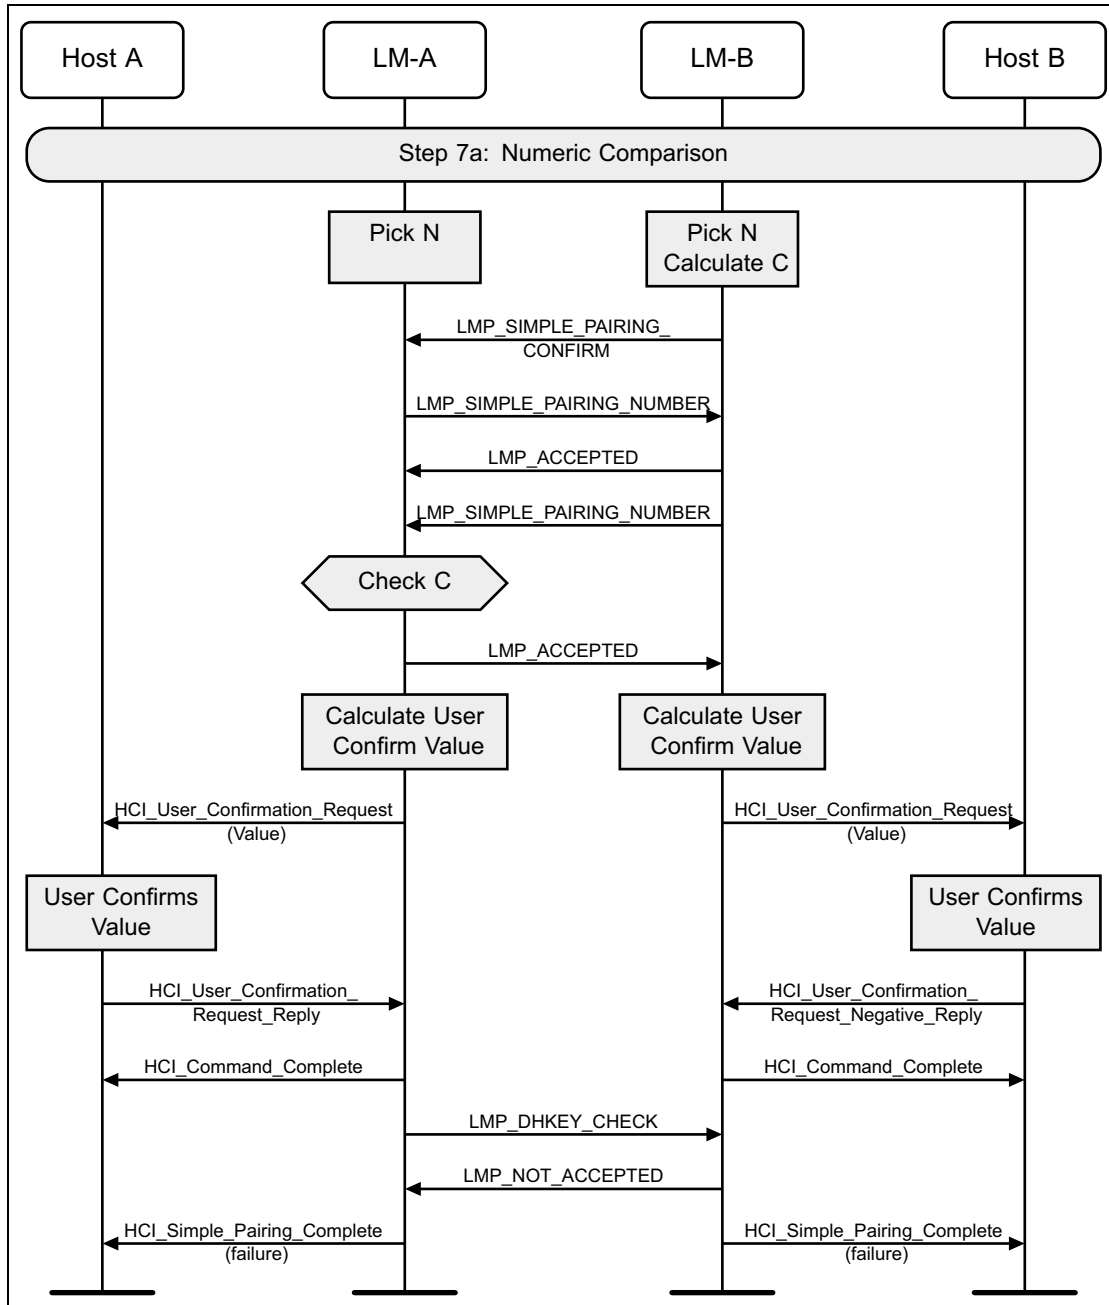 Host A
LM-A
LM-B
Host B
Step 7a: Numeric Comparison
Pick N
Pick N
Calculate C
LMP_SIMPLE_PAIRING_
CONFIRM
LMP_SIMPLE_PAIRING_NUMBER
LMP_ACCEPTED
LMP_SIMPLE_PAIRING_NUMBER
Check C
LMP_ACCEPTED
Calculate User
Confirm Value
Calculate User
Confirm Value
HCI_User_Confirmation_Request
(Value)
HCI_User_Confirmation_Request
(Value)
User Confirms
Value
User Confirms
Value
HCI_User_Confirmation_
Request_Reply
HCI_User_Confirmation_
Request_Negative_Reply
HCI_Command_Complete
HCI_Command_Complete
LMP_DHKEY_CHECK
LMP_NOT_ACCEPTED
HCI_Simple_Pairing_Complete
(failure)
HCI_Simple_Pairing_Complete
(failure)